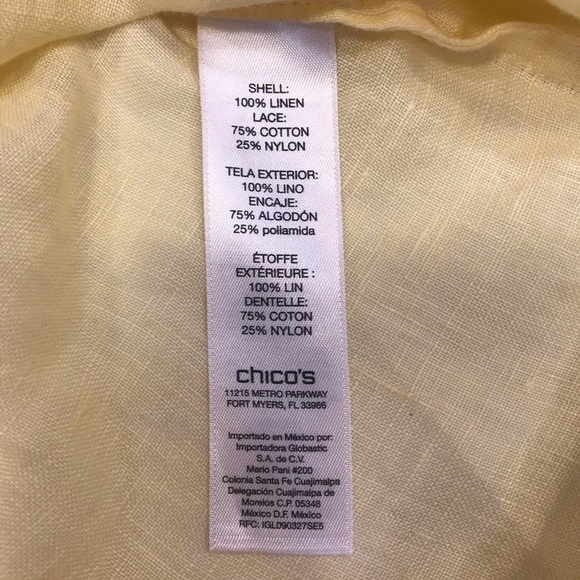 SHELL:
100% LINEN
LACE:
75% COTTON
25% NYLON
TELA EXTERIOR:
100% LINO
ENCAJE:
75% ALGODÓN
25% poliamida
ÉTOFFE
EXTÉRIEURE :
100% LIN
DENTELLE:
75% COTON
25% NYLON
chico's
11215 METRO PARKWAY
FORT MYERS, FL 33966
Importado en México por:
Importadora Globastic
S.A. de C.V.
Mario Pani #200
Colonia Santa Fe Cuajimalpa
Delegación Cuajimalpa de
Morelos C.P. 05348
México D.F. México
RFC: IGL090327SE5